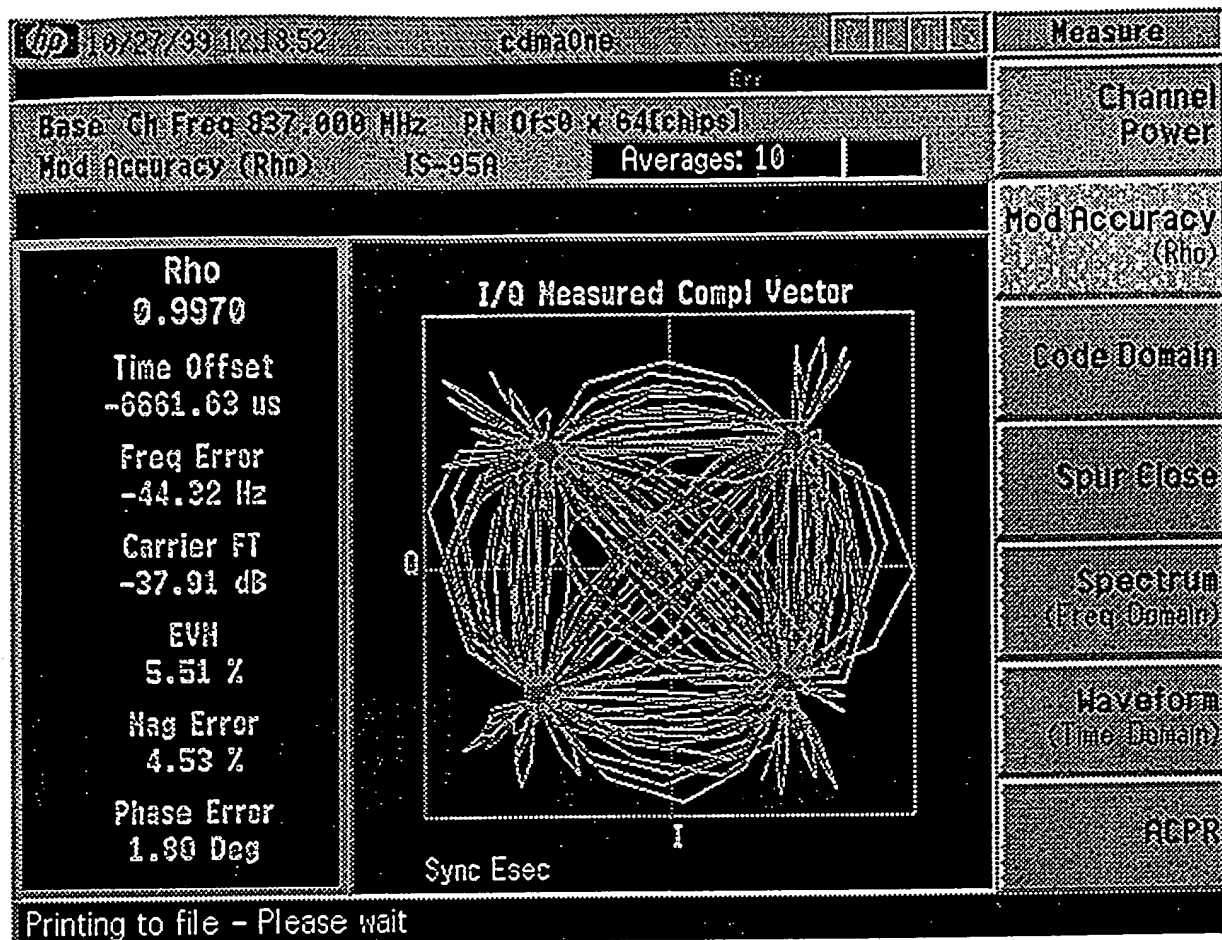 hp 10/27/99 12:18:52 cdmaOne
Measure
Err
Base Ch Freq 837.000 MHz PN Ofs0 x 64[chips]
Mod Accuracy (Rho) IS-95A Averages: 10
Channel
Power
Mod Accuracy
(Rho)
Code Domain
Spur Close
Spectrum
(Freq Domain)
Waveform
(Time Domain)
ACPR
Rho
0.9970
Time Offset
-6661.63 us
Freq Error
-44.32 Hz
Carrier FT
-37.91 dB
EVM
5.51 %
Mag Error
4.53 %
Phase Error
1.80 Deg
I/Q Measured Compl Vector
Q
I
Sync Esec
Printing to file – Please wait